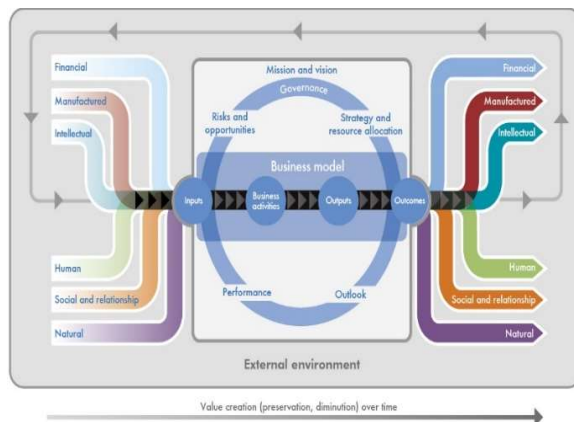 Mission and vision
Governance
Financial
Manufactured
Intellectual
Human
Social and relationship
Natural
Risks and
opportunities
Strategy and
resource allocation
Business model
Inputs
Business
activities
Outputs
Outcomes
Performance
Outlook
Financial
Manufactured
Intellectual
Human
Social and relationship
Natural
External environment
Value creation (preservation, diminution) over time